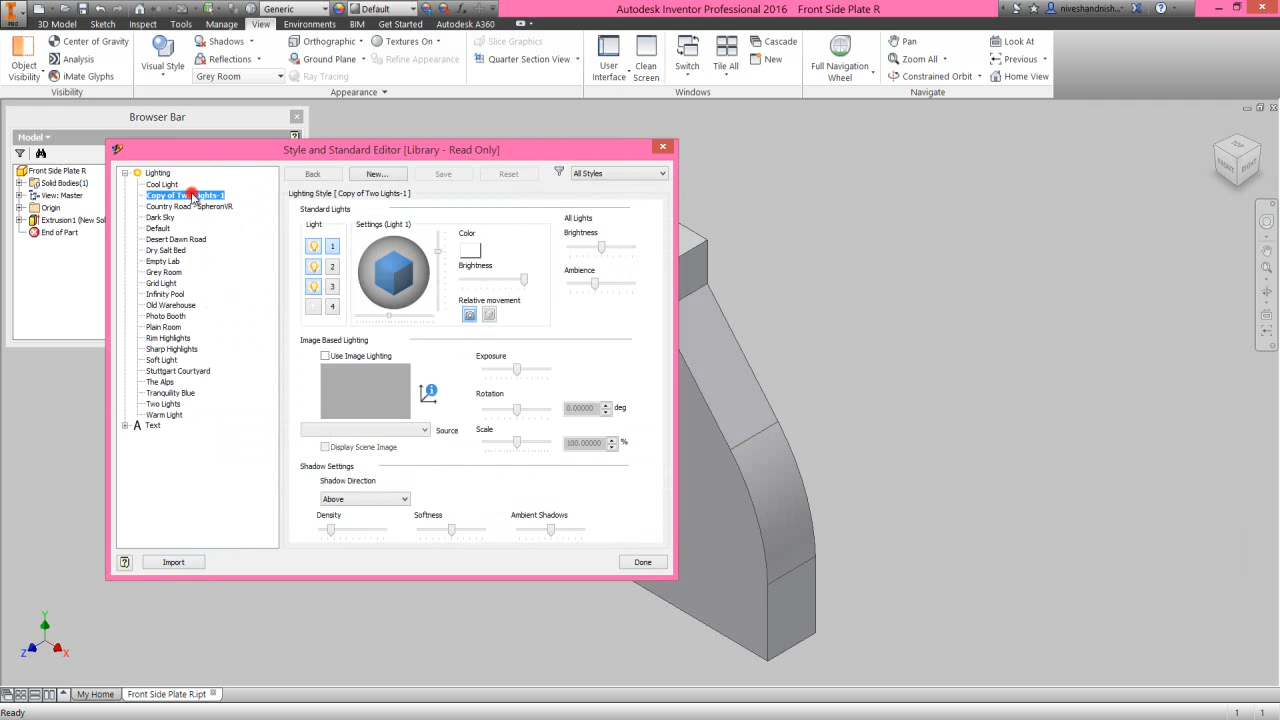 Generic
Default
Autodesk Inventor Professional 2016 Front Side Plate R
niveshandnish...
PRO
3D Model
Sketch
Inspect
Tools
Manage
View
Environments
BIM
Get Started
Autodesk A360
Object
Visibility
Center of Gravity
Analysis
iMate Glyphs
Visibility
Visual Style
Shadows
Reflections
Grey Room
Orthographic
Ground Plane
Ray Tracing
Textures On
Refine Appearance
Appearance
Slice Graphics
Quarter Section View
User
Interface
Clean
Screen
Switch
Tile All
Cascade
New
Windows
Full Navigation
Wheel
Pan
Zoom All
Constrained Orbit
Look At
Previous
Home View
Navigate
Browser Bar
Model
Front Side Plate R
Solid Bodies(1)
View: Master
Origin
Extrusion1 (New Sol
End of Part
Style and Standard Editor [Library - Read Only]
Lighting
Cool Light
Copy of Two Lights-1
Country Road - SpheronVR
Dark Sky
Default
Desert Dawn Road
Dry Salt Bed
Empty Lab
Grey Room
Grid Light
Infinity Pool
Old Warehouse
Photo Booth
Plain Room
Rim Highlights
Sharp Highlights
Soft Light
Stuttgart Courtyard
The Alps
Tranquility Blue
Two Lights
Warm Light
A Text
Back
New...
Save
Reset
All Styles
Lighting Style [ Copy of Two Lights-1 ]
Standard Lights
Light
1
2
3
4
Settings (Light 1)
Color
Brightness
Relative movement
All Lights
Brightness
Ambience
Image Based Lighting
Use Image Lighting
Source
Display Scene Image
Exposure
Rotation
0.00000 deg
Scale
100.00000 %
Shadow Settings
Shadow Direction
Above
Density
Softness
Ambient Shadows
Import
Done
TOP
FRONT
RIGHT
Y
Z
X
My Home
Front Side Plate R.ipt
Ready
1
1